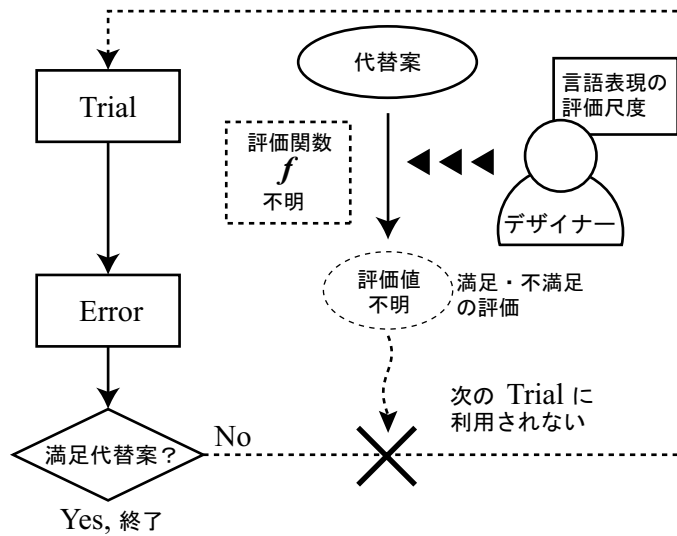 Trial
Error
満足代替案？
No
Yes, 終了
代替案
評価関数
f
不明
評価値
不明
満足・不満足
の評価
言語表現の
評価尺度
デザイナー
次の Trial に
利用されない